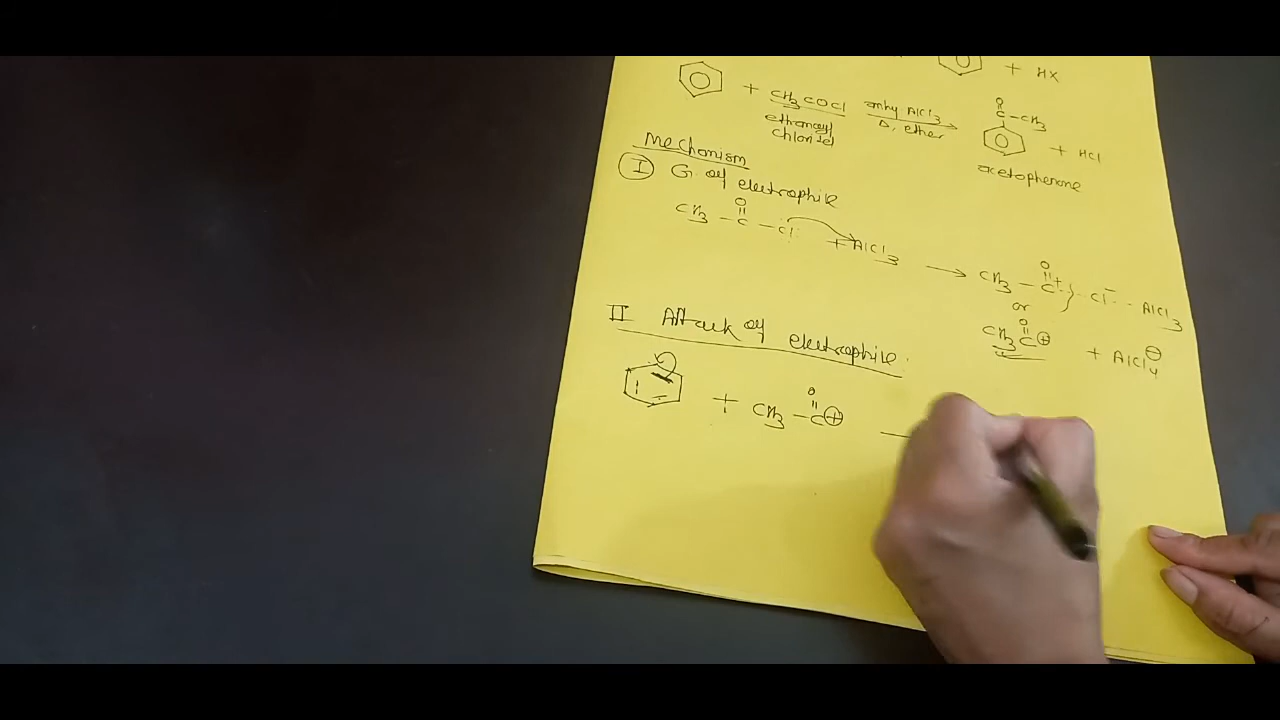 + HX
+ CH3COCl anhy AlCl3 C-CH3
O
ethanoyl Δ, ether + HCl
chloride
acetophenone
Mechanism
I G. of electrophile
O
CH3 - C - Cl: + AlCl3 → CH3 - C+ Cl- AlCl3
O
or
O
CH3 C⊕ + AlCl4⊖
II Attack of electrophile:
O
+ CH3 - C⊕